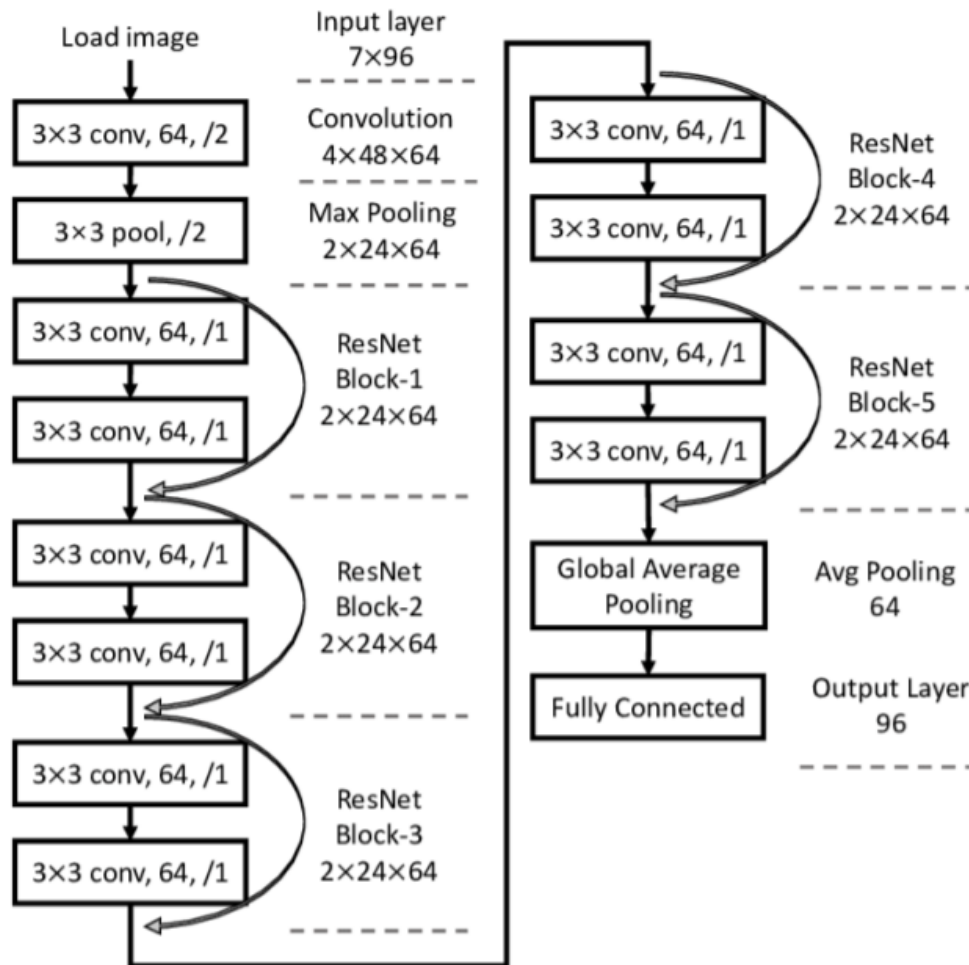 Load image
3×3 conv, 64, /2
3×3 pool, /2
3×3 conv, 64, /1
3×3 conv, 64, /1
3×3 conv, 64, /1
3×3 conv, 64, /1
3×3 conv, 64, /1
3×3 conv, 64, /1
Input layer
7×96
Convolution
4×48×64
Max Pooling
2×24×64
ResNet
Block-1
2×24×64
ResNet
Block-2
2×24×64
ResNet
Block-3
2×24×64
3×3 conv, 64, /1
3×3 conv, 64, /1
3×3 conv, 64, /1
3×3 conv, 64, /1
Global Average
Pooling
Fully Connected
ResNet
Block-4
2×24×64
ResNet
Block-5
2×24×64
Avg Pooling
64
Output Layer
96